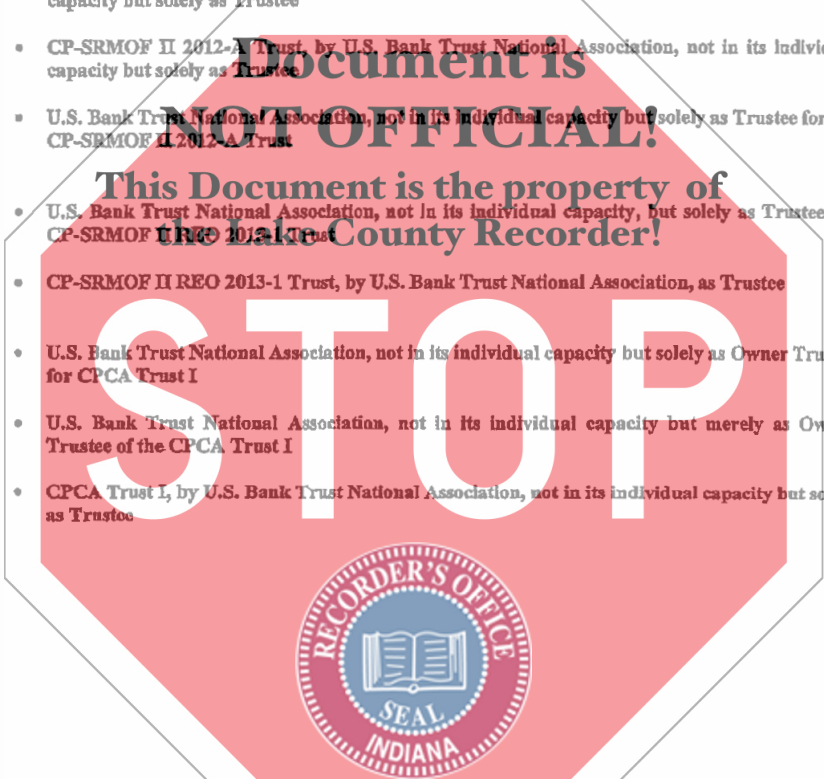 capacity but solely as Trustee
• CP-SRMOF II 2012-A Trust, by U.S. Bank Trust National Association, not in its
capacity but solely as Trustee
• U.S. Bank Trust National Association, not in its individual capacity but solely as Trustee for
CP-SRMOF II 2012-A Trust
• U.S. Bank Trust National Association, not in its individual capacity, but solely as Trustee
CP-SRMOF II REO 2013-1 Trust
• CP-SRMOF II REO 2013-1 Trust, by U.S. Bank Trust National Association, as Trustee
• U.S. Bank Trust National Association, not in its individual capacity but solely as Owner Tru
for CPCA Trust I
• U.S. Bank Trust National Association, not in its individual capacity but merely as Ow
Trustee of the CPCA Trust I
• CPCA Trust I, by U.S. Bank Trust National Association, not in its individual capacity but so
as Trustee
Document is
NOT OFFICIAL!
This Document is the property of
the Lake County Recorder!
STOP
RECORDER'S OFFICE
SEAL
INDIANA